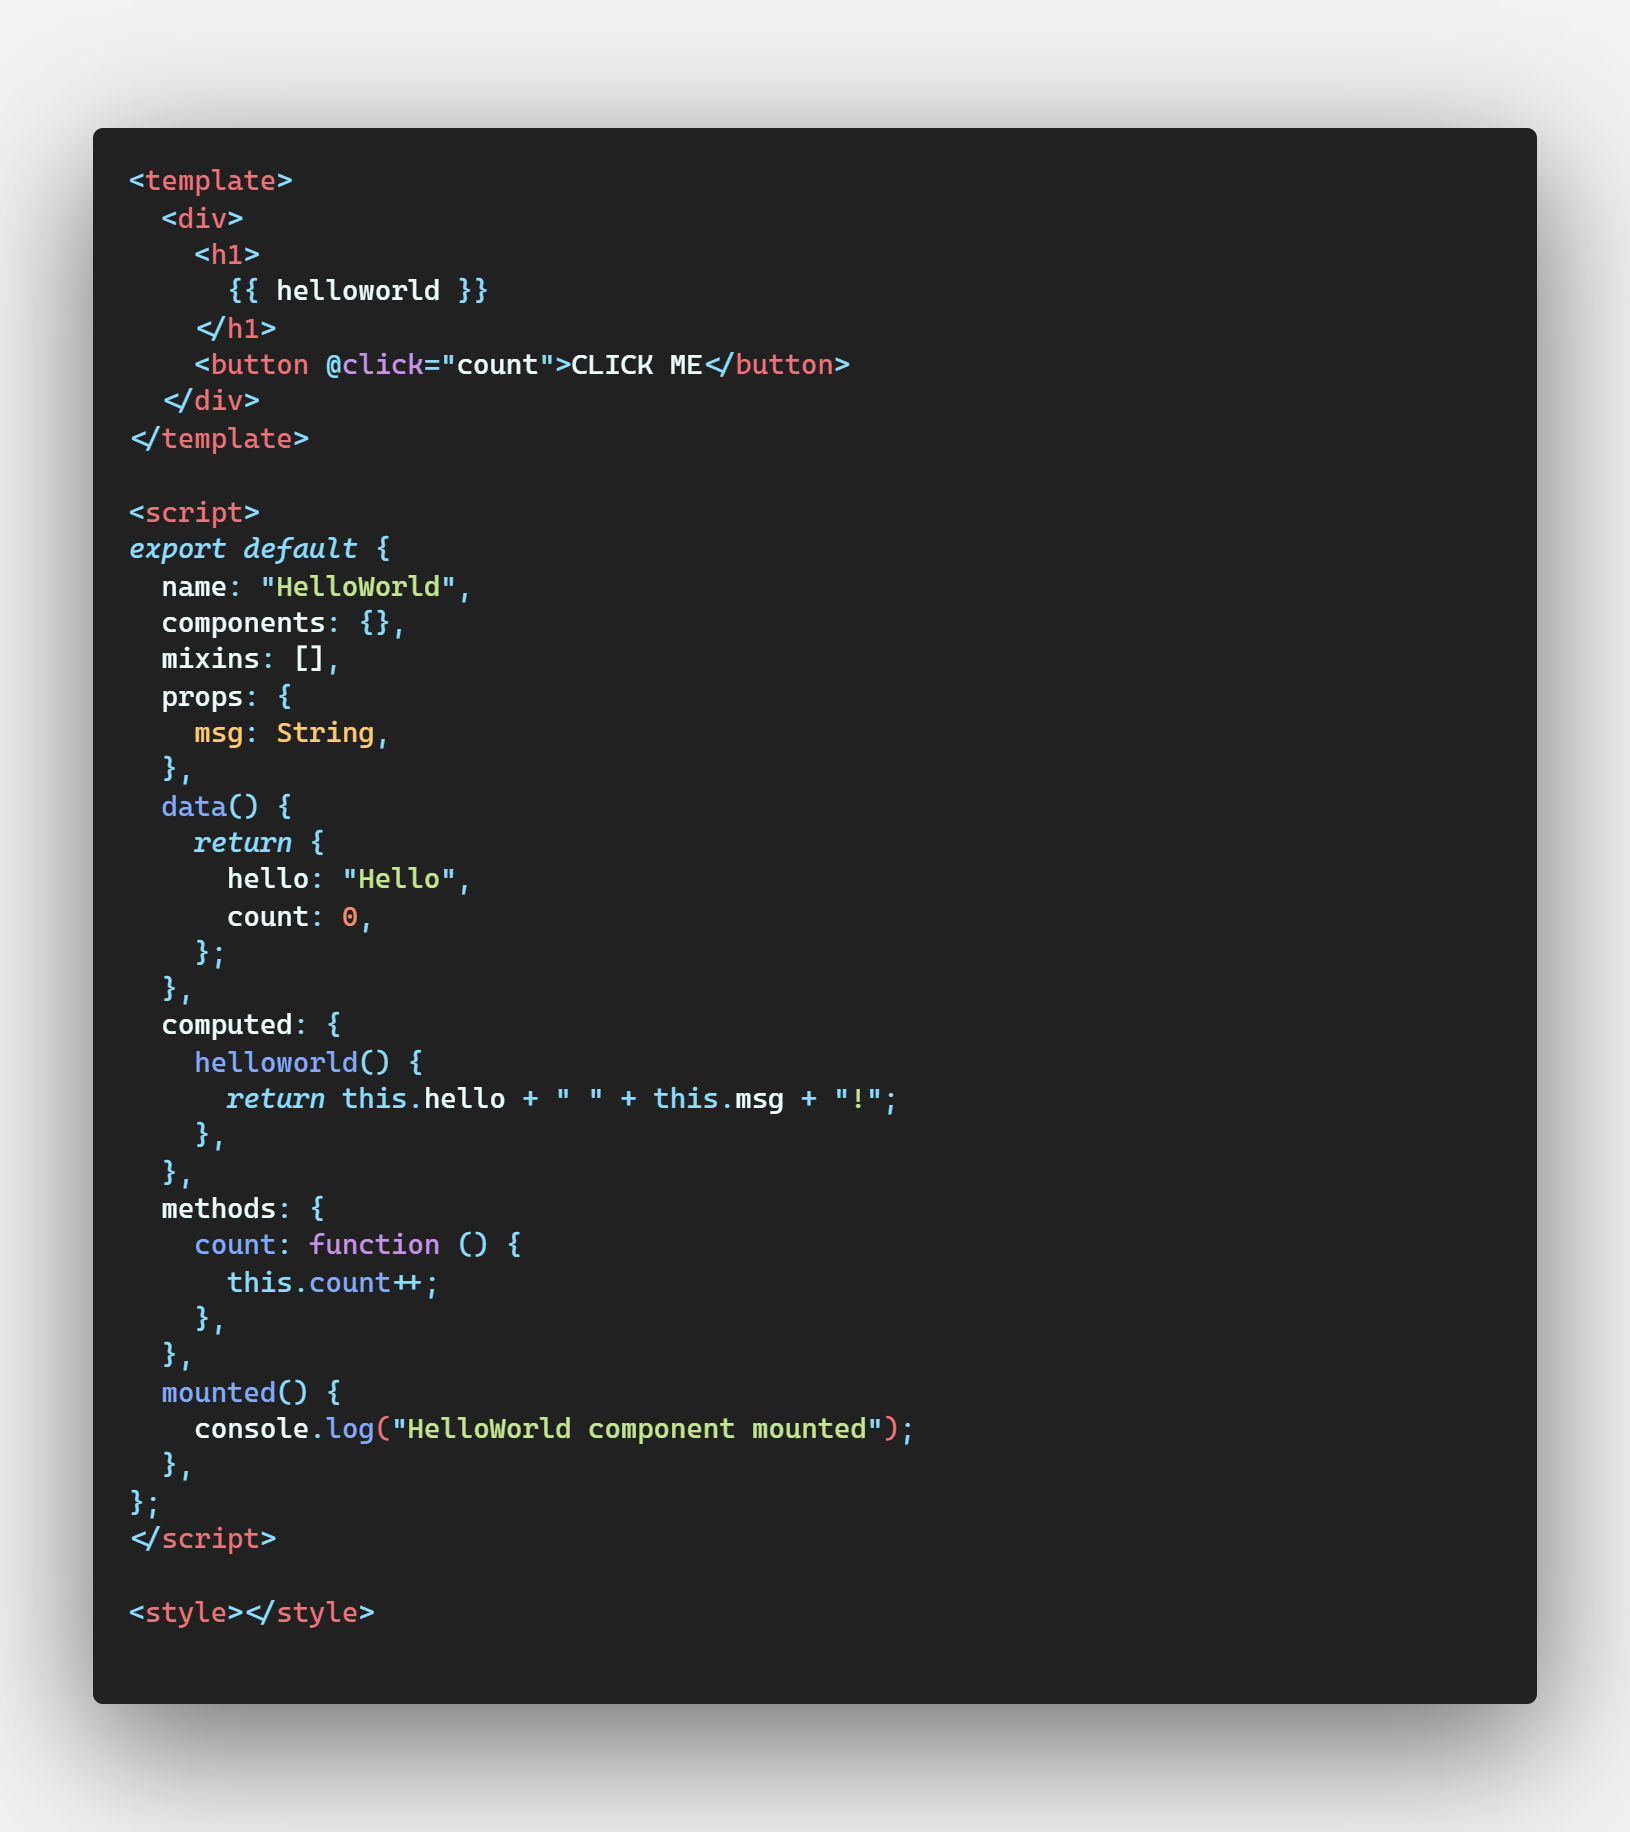 <template>
  <div>
    <h1>
      {{ helloworld }}
    </h1>
    <button @click="count">CLICK ME</button>
  </div>
</template>

<script>
export default {
  name: "HelloWorld",
  components: {},
  mixins: [],
  props: {
    msg: String,
  },
  data() {
    return {
      hello: "Hello",
      count: 0,
    };
  },
  computed: {
    helloworld() {
      return this.hello + " " + this.msg + "!";
    },
  },
  methods: {
    count: function () {
      this.count++;
    },
  },
  mounted() {
    console.log("HelloWorld component mounted");
  },
};
</script>

<style></style>